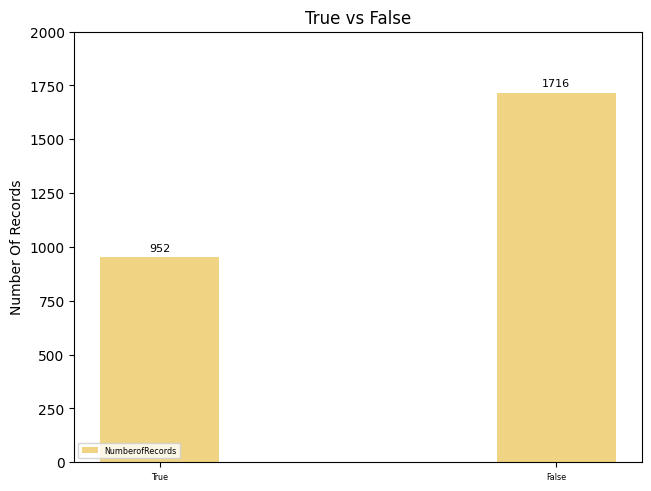 True vs False
Number Of Records
2000
1750
1500
1250
1000
750
500
250
0
952
1716
NumberofRecords
True
False